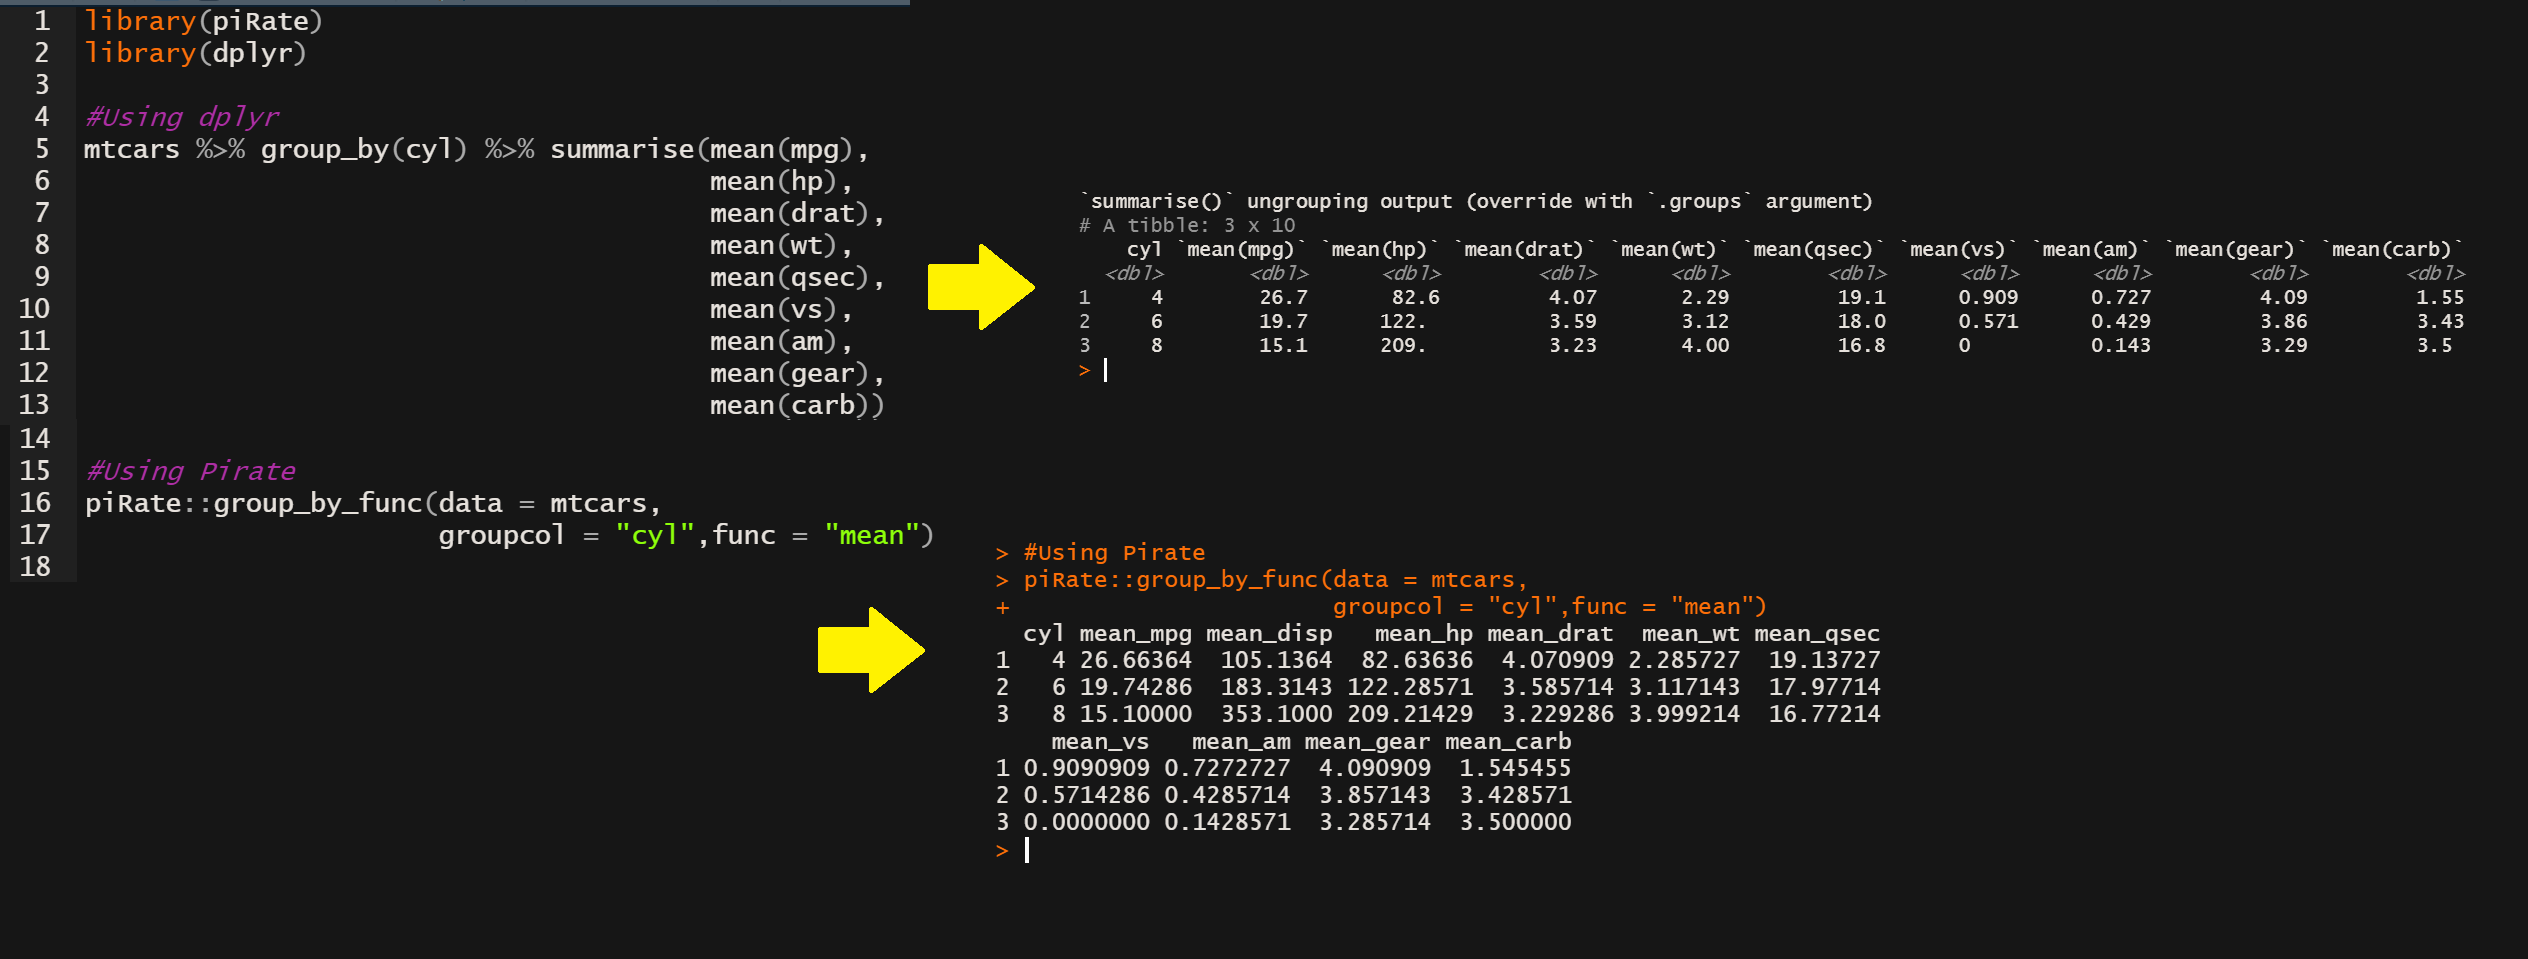 1 library(piRate)
2 library(dplyr)
3
4 #Using dplyr
5 mtcars %>% group_by(cyl) %>% summarise(mean(mpg),
6 mean(hp),
7 mean(drat),
8 mean(wt),
9 mean(qsec),
10 mean(vs),
11 mean(am),
12 mean(gear),
13 mean(carb))
14
15 #Using Pirate
16 piRate::group_by_func(data = mtcars,
17 groupcol = "cyl",func = "mean")
18
`summarise()` ungrouping output (override with `.groups` argument)
# A tibble: 3 x 10
cyl `mean(mpg)` `mean(hp)` `mean(drat)` `mean(wt)` `mean(qsec)` `mean(vs)` `mean(am)` `mean(gear)` `mean(carb)`
<dbl> <dbl> <dbl> <dbl> <dbl> <dbl> <dbl> <dbl> <dbl> <dbl>
1 4 26.7 82.6 4.07 2.29 19.1 0.909 0.727 4.09 1.55
2 6 19.7 122. 3.59 3.12 18.0 0.571 0.429 3.86 3.43
3 8 15.1 209. 3.23 4.00 16.8 0 0.143 3.29 3.5
>
> #Using Pirate
> piRate::group_by_func(data = mtcars,
+ groupcol = "cyl",func = "mean")
cyl mean_mpg mean_disp mean_hp mean_drat mean_wt mean_qsec
1 4 26.66364 105.1364 82.63636 4.070909 2.285727 19.13727
2 6 19.74286 183.3143 122.28571 3.585714 3.117143 17.97714
3 8 15.10000 353.1000 209.21429 3.229286 3.999214 16.77214
mean_vs mean_am mean_gear mean_carb
1 0.9090909 0.7272727 4.090909 1.545455
2 0.5714286 0.4285714 3.857143 3.428571
3 0.0000000 0.1428571 3.285714 3.500000
>